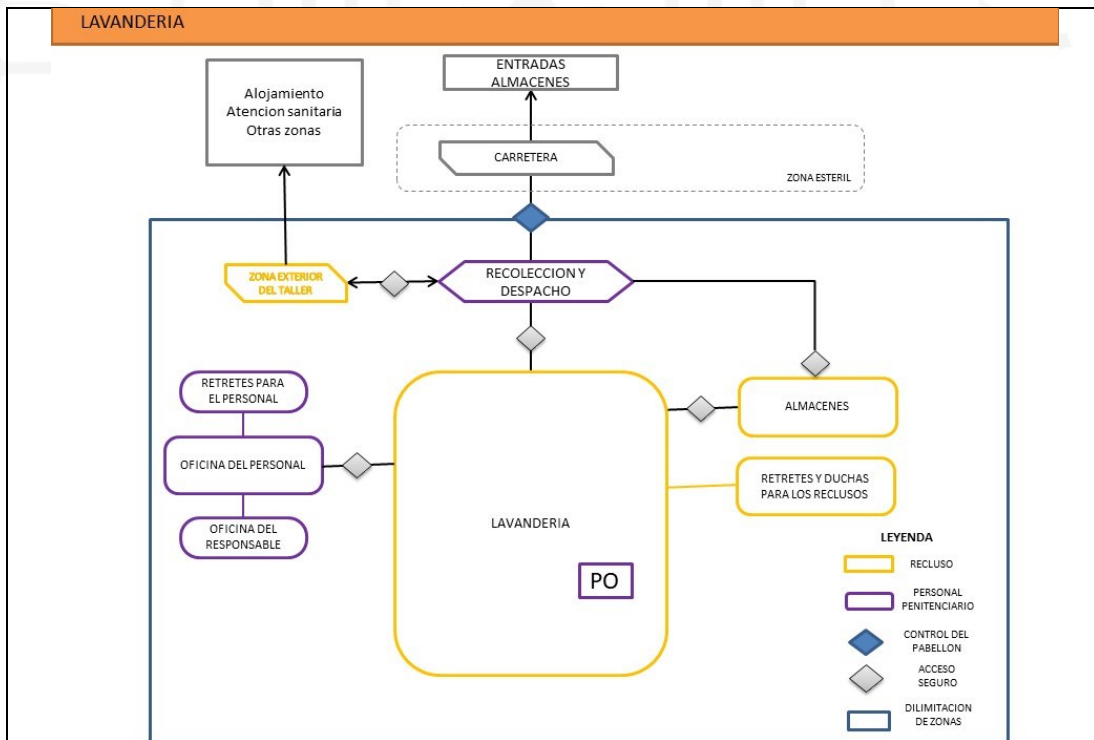 LAVANDERIA
Alojamiento
Atencion sanitaria
Otras zonas
ENTRADAS
ALMACENES
CARRETERA
ZONA ESTERIL
ZONA EXTERIOR
DEL TALLER
RECOLECCION Y
DESPACHO
RETRETES PARA
EL PERSONAL
OFICINA DEL PERSONAL
OFICINA DEL
RESPONSABLE
LAVANDERIA
PO
ALMACENES
RETRETES Y DUCHAS
PARA LOS RECLUSOS
LEYENDA
RECLUSO
PERSONAL
PENITENCIARIO
CONTROL DEL
PABELLON
ACCESO
SEGURO
DILIMITACION
DE ZONAS